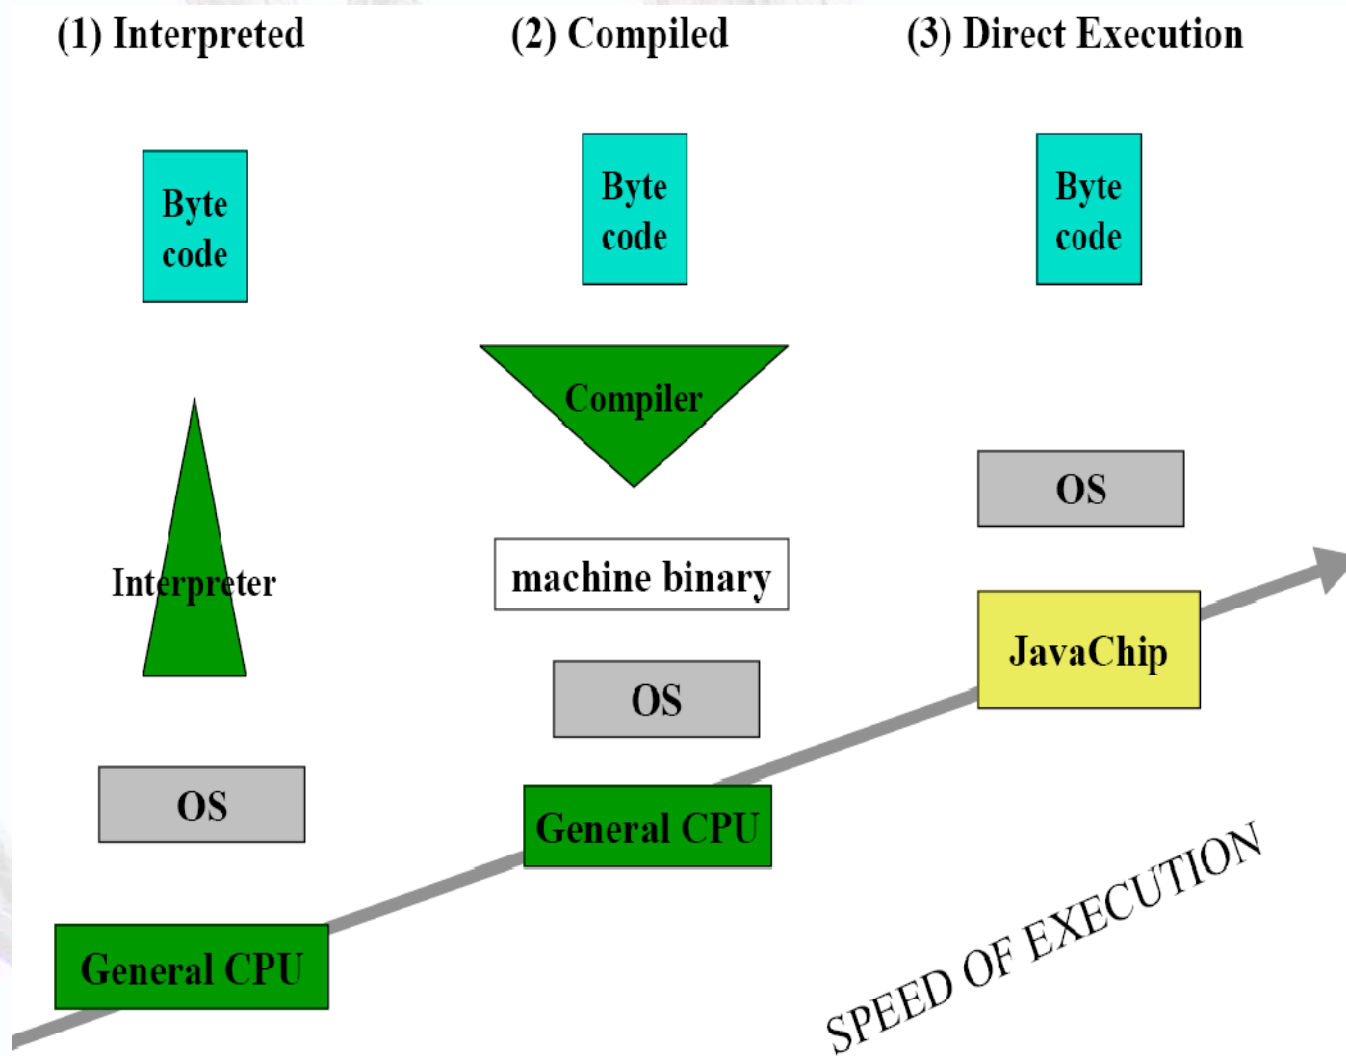 (1) Interpreted
(2) Compiled
(3) Direct Execution
Byte
code
Interpreter
OS
General CPU
Byte
code
Compiler
machine binary
OS
General CPU
Byte
code
OS
JavaChip
SPEED OF EXECUTION